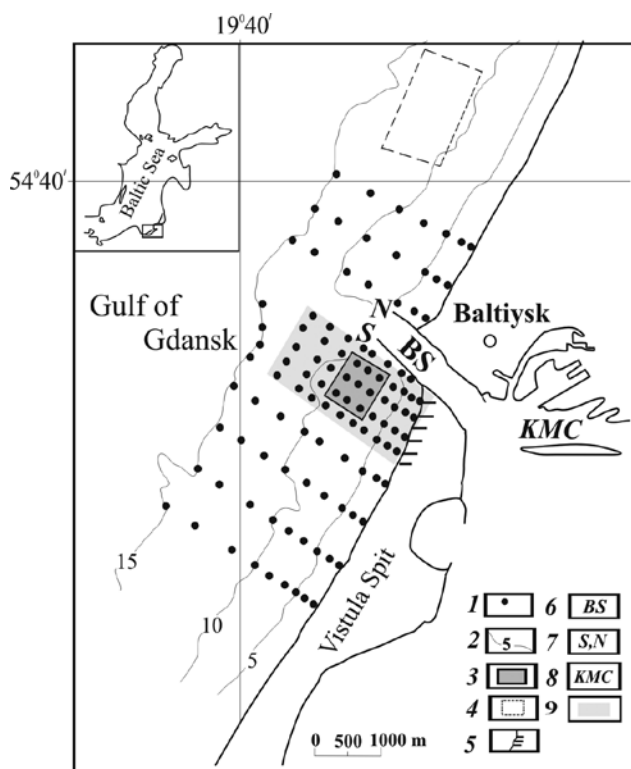 19°40'
54°40'
Baltic Sea
Gulf of
Gdansk
N
S
BS
Baltiysk
KMC
Vistula Spit
15
10
5
1
2 5
3
4
5
6 BS
7 S,N
8 KMC
9
0 500 1000 m